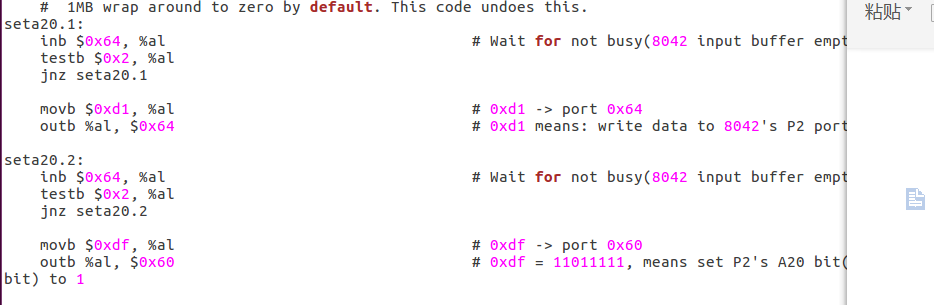 #  1MB wrap around to zero by default. This code undoes this.
seta20.1:
inb $0x64, %al # Wait for not busy(8042 input buffer empt
testb $0x2, %al
jnz seta20.1
movb $0xd1, %al # 0xd1 -> port 0x64
outb %al, $0x64 # 0xd1 means: write data to 8042's P2 port
seta20.2:
inb $0x64, %al # Wait for not busy(8042 input buffer empt
testb $0x2, %al
jnz seta20.2
movb $0xdf, %al # 0xdf -> port 0x60
outb %al, $0x60 # 0xdf = 11011111, means set P2's A20 bit(
bit) to 1
粘贴